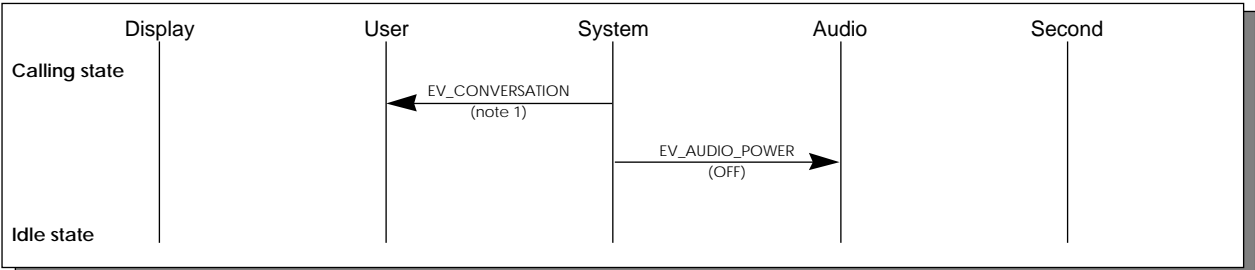 Display User System Audio Second
Calling state
EV_CONVERSATION
(note 1)
EV_AUDIO_POWER
(OFF)
Idle state